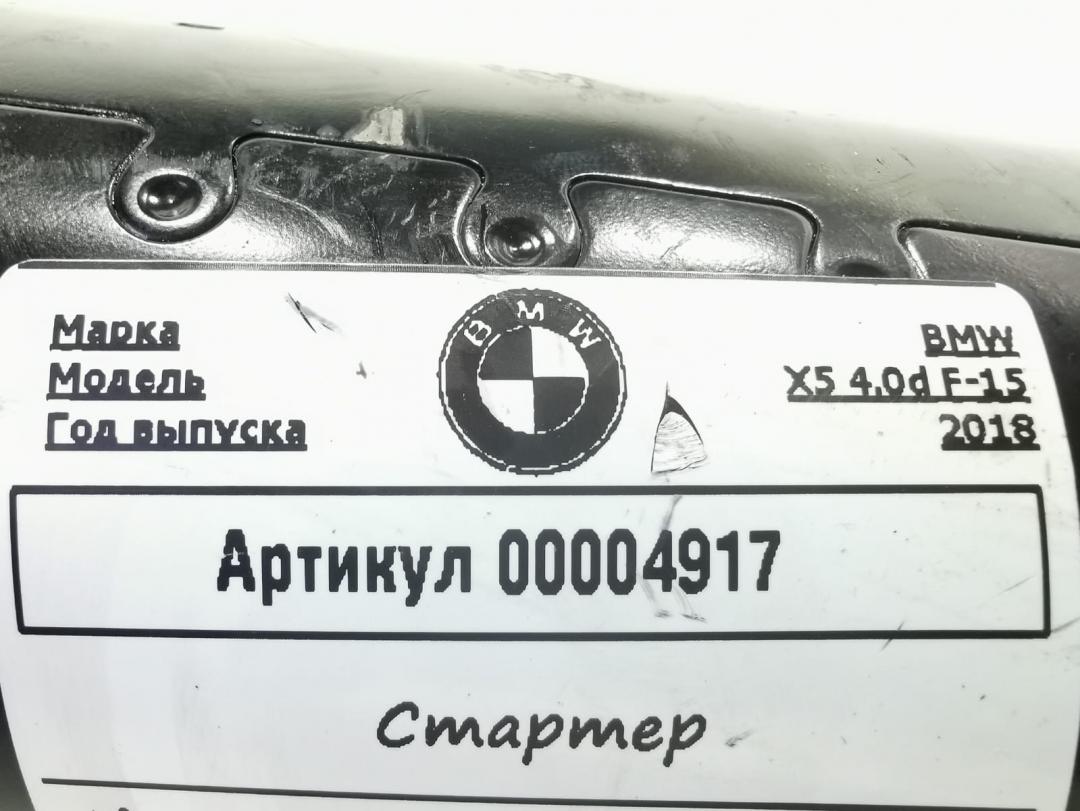 Марка BMW
Модель X5 4.0d F-15
Год выпуска 2018
BMW
Артикул 00004917
Стартер